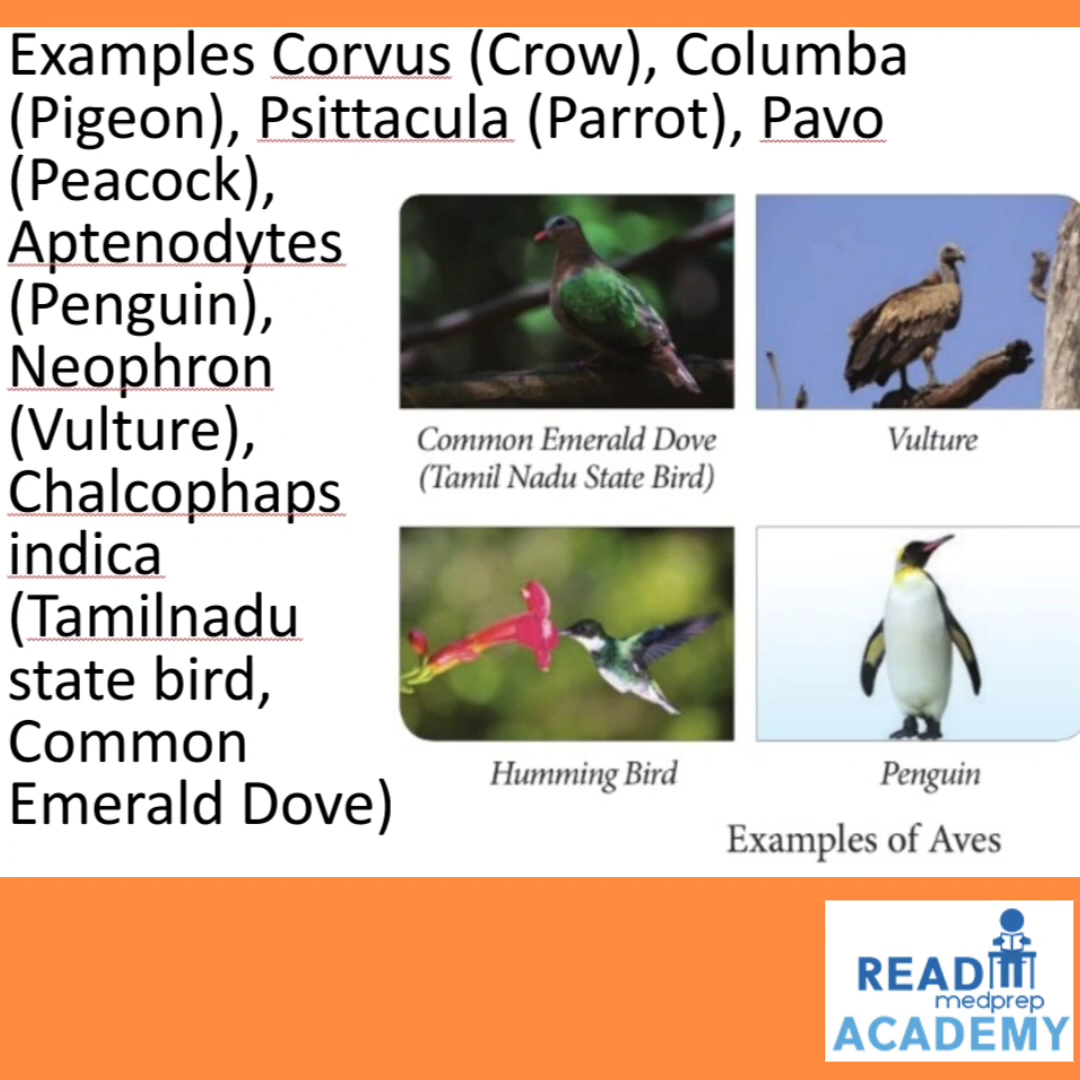 Examples Corvus (Crow), Columba
(Pigeon), Psittacula (Parrot), Pavo
(Peacock),
Aptenodytes
(Penguin),
Neophron
(Vulture),
Chalcophaps
indica
(Tamilnadu
state bird,
Common
Emerald Dove)
Common Emerald Dove
(Tamil Nadu State Bird)
Vulture
Humming Bird
Penguin
Examples of Aves
READ
medprep
ACADEMY